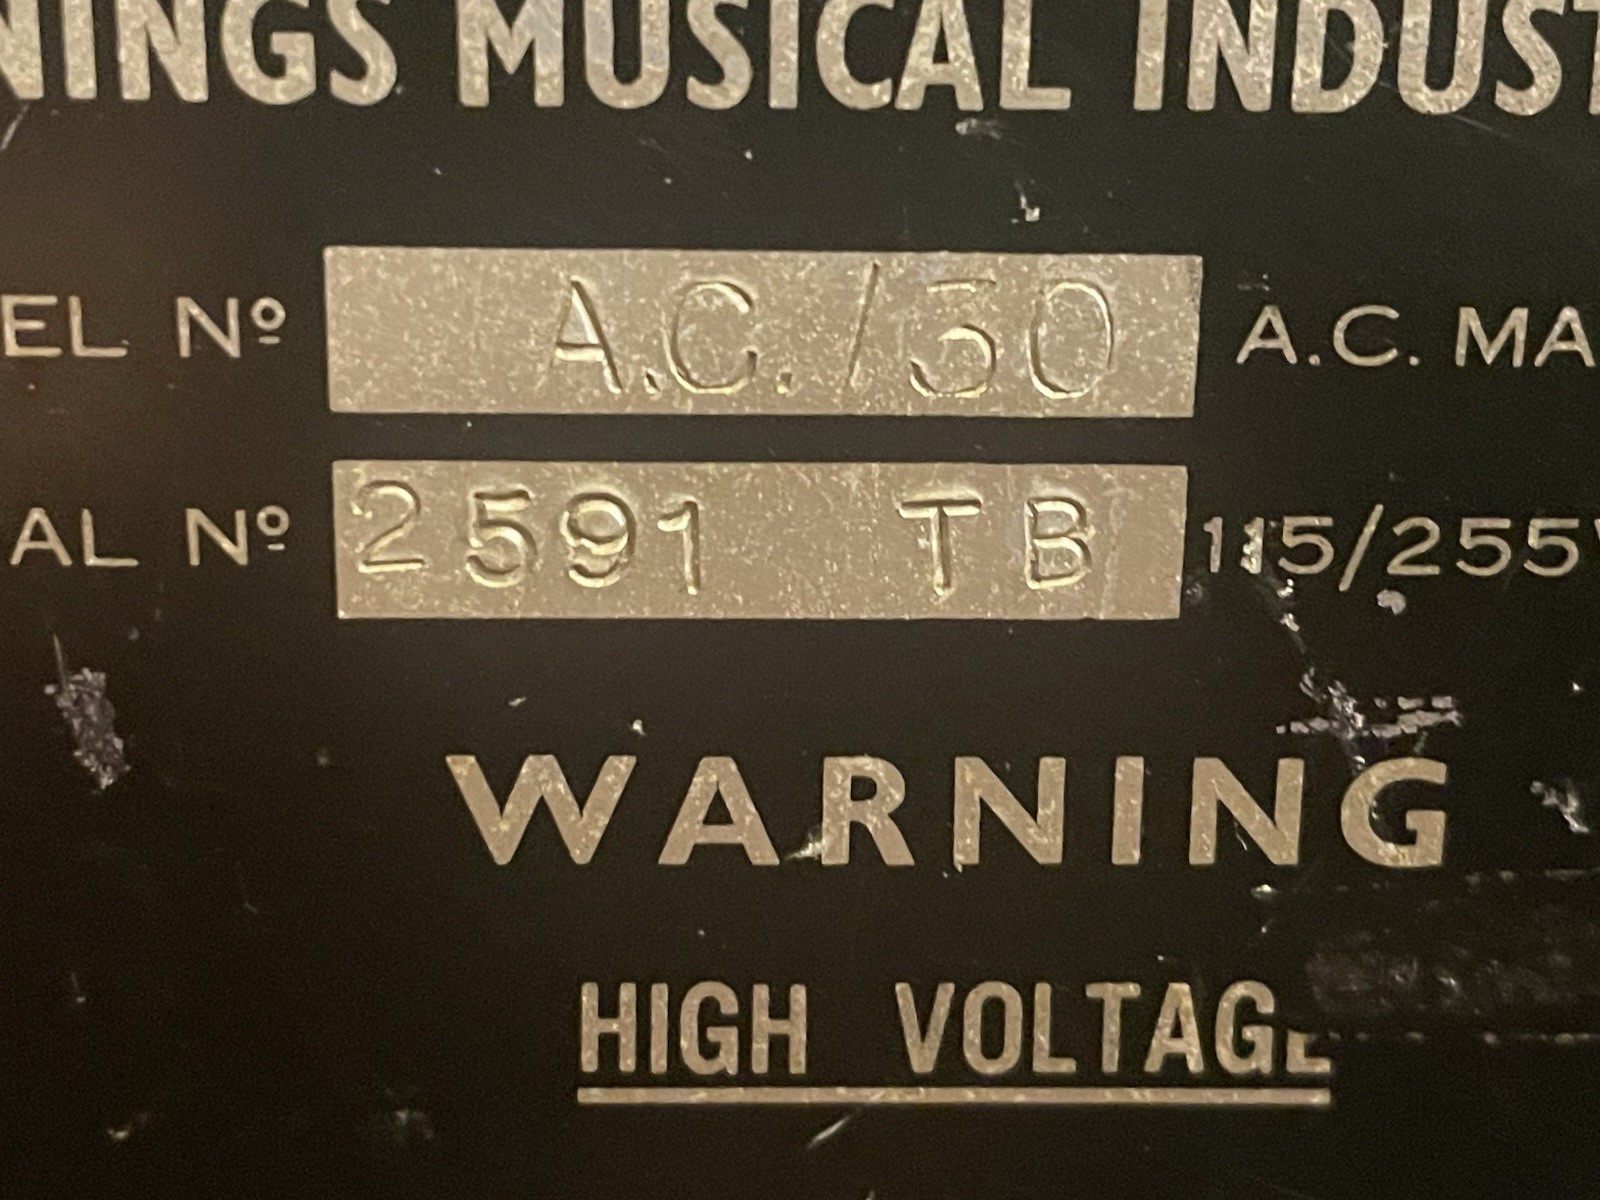 NINGS MUSICAL INDUST
EL Nº A.C./30 A.C. MA
AL Nº 2591 TB 115/255V
WARNING
HIGH VOLTAGE